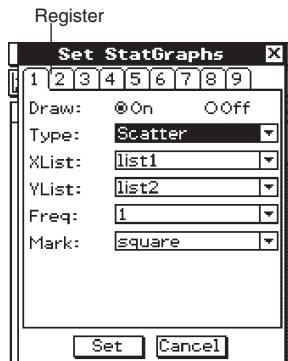 Register
Set StatGraphs X
1 2 3 4 5 6 7 8 9
Draw: On Off
Type: Scatter
XList: list1
YList: list2
Freq: 1
Mark: square
Set Cancel